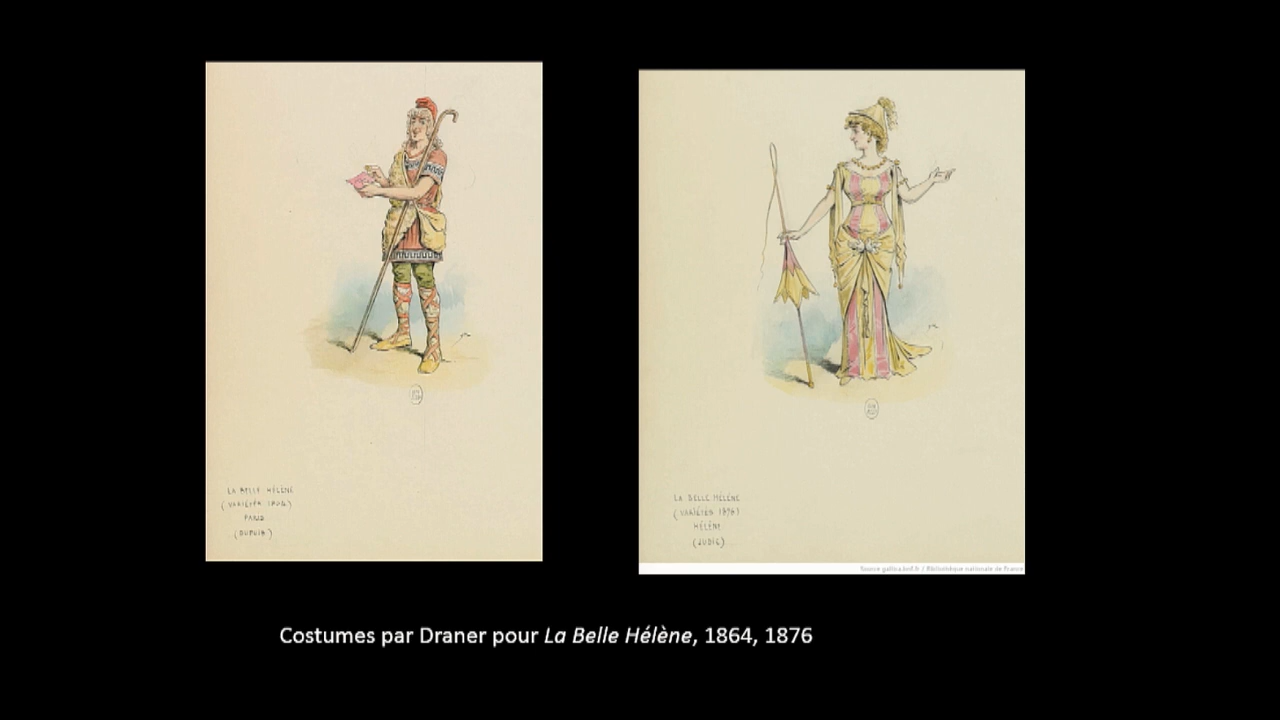 LA BELLE HÉLÈNE
(VARIÉTÉS 1864)
PARIS
(DUPUIS)
LA BELLE HÉLÈNE
(VARIÉTÉS 1876)
HÉLÈNE
(JUDIC)
Source gallica.bnf.fr / Bibliothèque nationale de France
Costumes par Draner pour La Belle Hélène, 1864, 1876